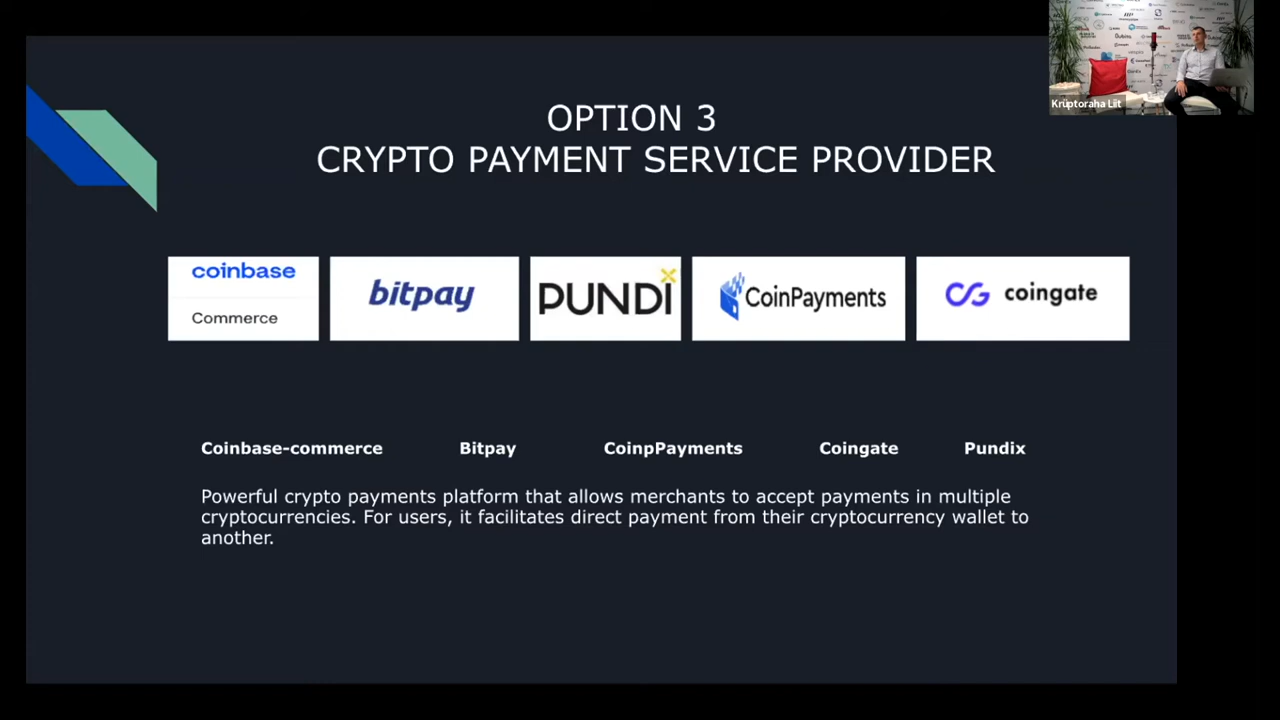 Krüptoraha Liit
OPTION 3
CRYPTO PAYMENT SERVICE PROVIDER
coinbase
Commerce
bitpay
PUNDI X
CoinPayments
coingate
Coinbase-commerce Bitpay CoinpPayments Coingate Pundix
Powerful crypto payments platform that allows merchants to accept payments in multiple
cryptocurrencies. For users, it facilitates direct payment from their cryptocurrency wallet to
another.